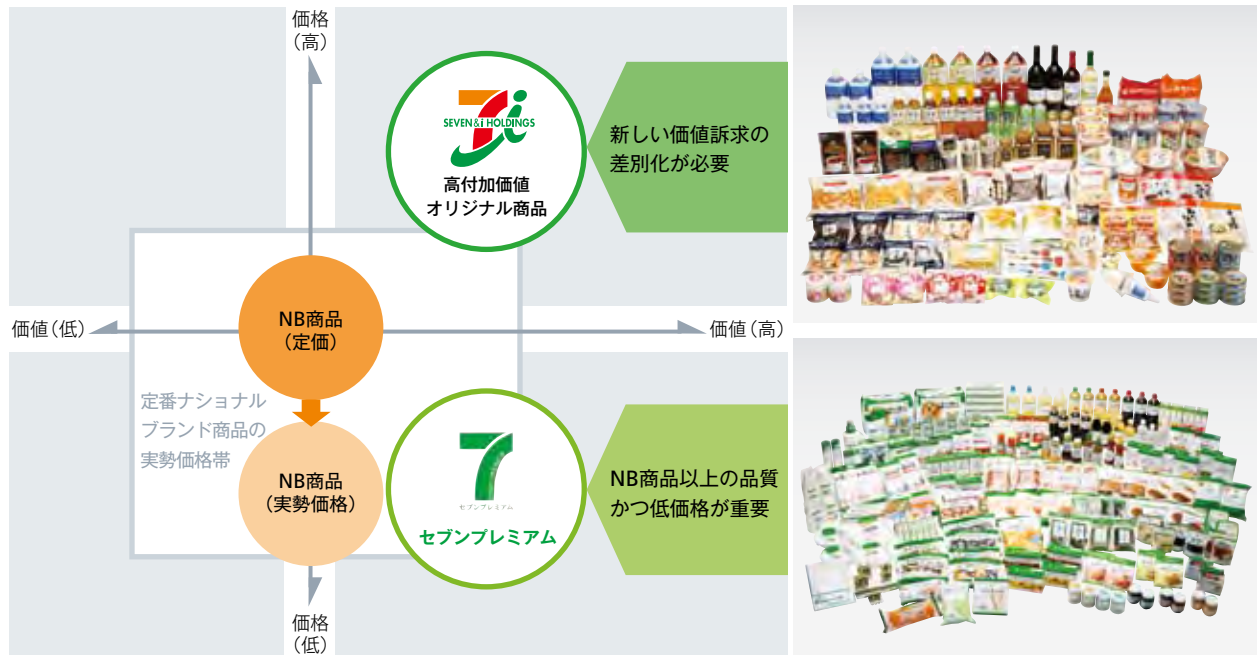 価格
（高）
SEVEN&i HOLDINGS
高付加価値
オリジナル商品
新しい価値訴求の
差別化が必要
価値（低）
NB商品
（定価）
価値（高）
定番ナショナル
ブランド商品の
実勢価格帯
NB商品
（実勢価格）
セブンプレミアム
セブンプレミアム
NB商品以上の品質
かつ低価格が重要
価格
（低）